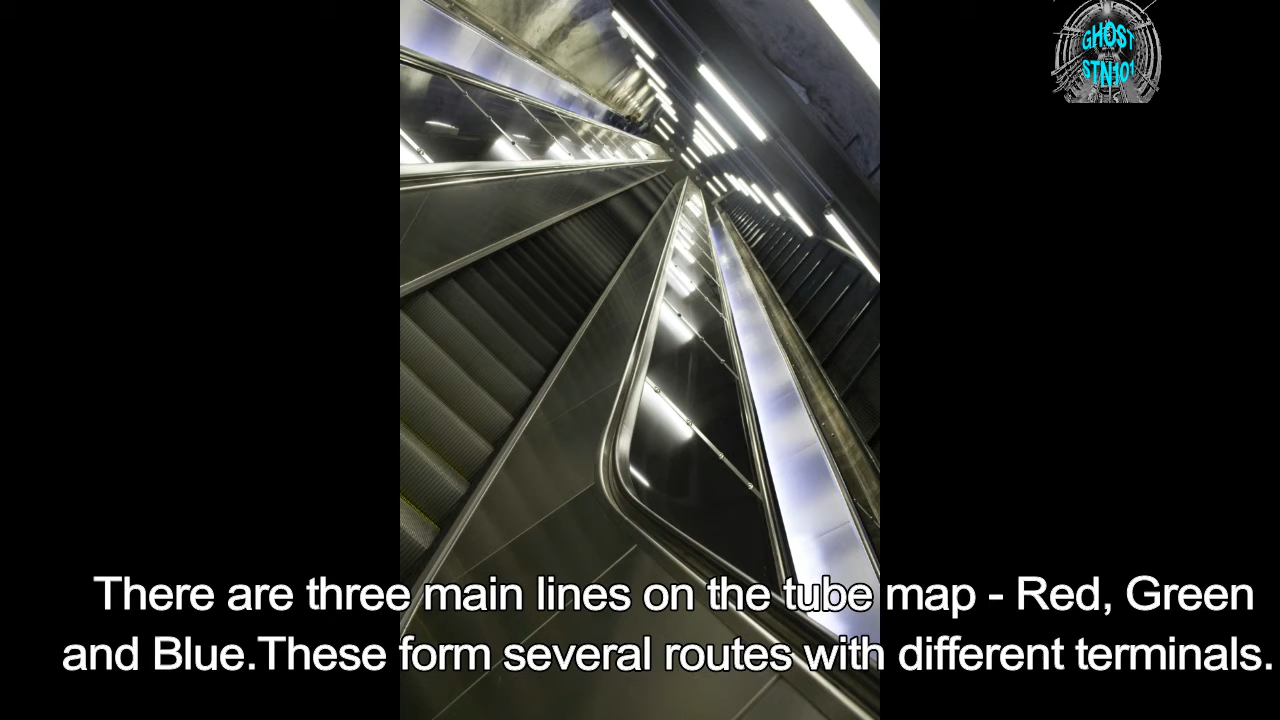 GHOST
STN101
There are three main lines on the tube map - Red, Green
and Blue.These form several routes with different terminals.